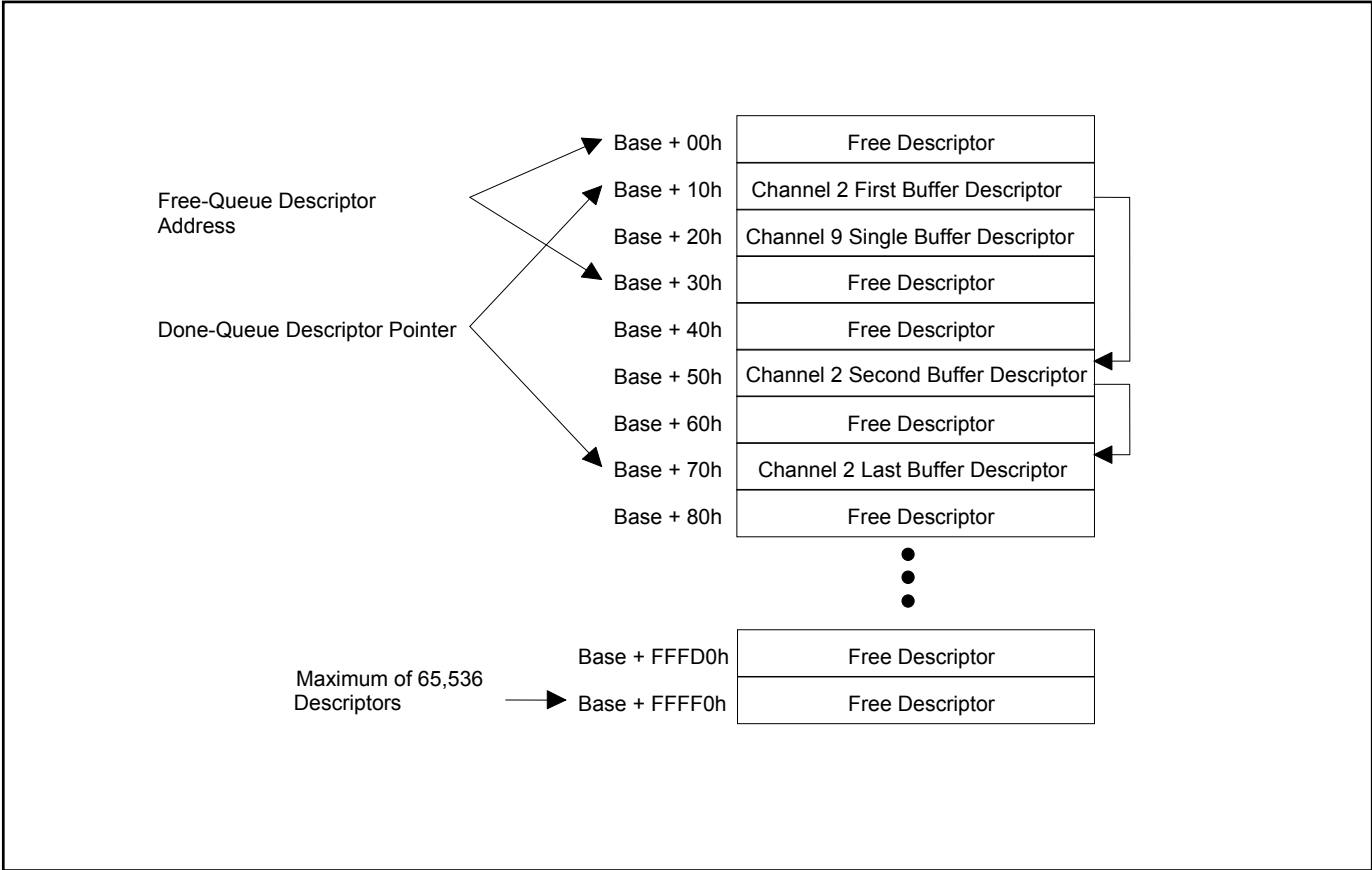 Base + 00h Free Descriptor
Free-Queue Descriptor
Address
Base + 10h Channel 2 First Buffer Descriptor
Base + 20h Channel 9 Single Buffer Descriptor
Base + 30h Free Descriptor
Done-Queue Descriptor Pointer
Base + 40h Free Descriptor
Base + 50h Channel 2 Second Buffer Descriptor
Base + 60h Free Descriptor
Base + 70h Channel 2 Last Buffer Descriptor
Base + 80h Free Descriptor
Base + FFFD0h Free Descriptor
Maximum of 65,536
Descriptors
Base + FFFF0h Free Descriptor